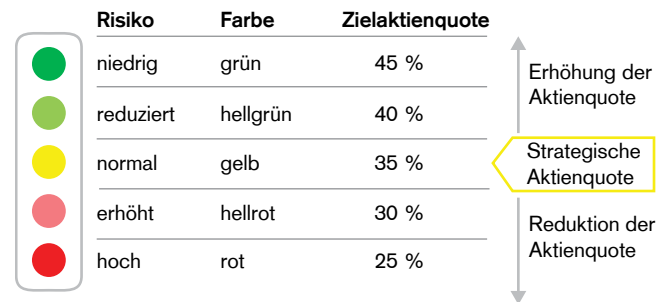 Risiko Farbe Zielaktienquote
niedrig grün 45 %
reduziert hellgrün 40 %
normal gelb 35 %
erhöht hellrot 30 %
hoch rot 25 %
Erhöhung der
Aktienquote
Strategische
Aktienquote
Reduktion der
Aktienquote